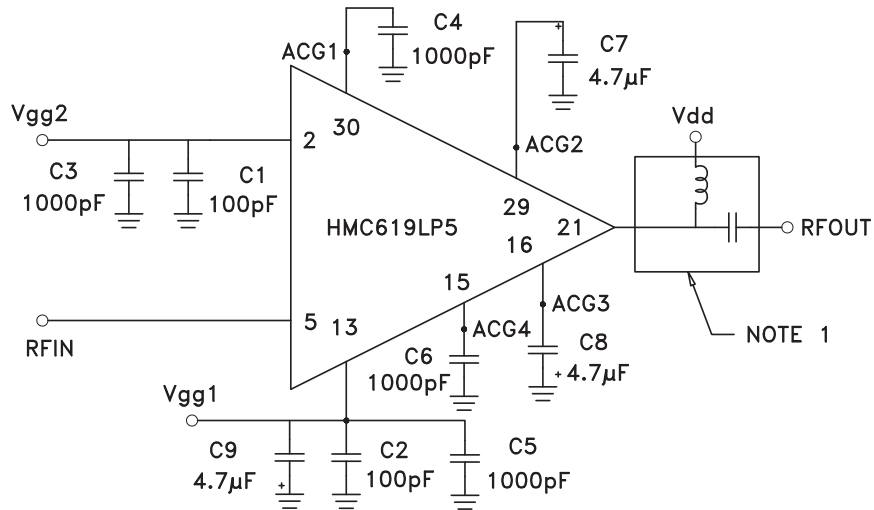 C4
1000pF
ACG1
C7
4.7μF
+
Vgg2
2
30
ACG2
Vdd
C3
1000pF
C1
100pF
29
HMC619LP5
21
16
RFOUT
15
ACG3
5
13
ACG4
NOTE 1
RFIN
C6
1000pF
C8
+ 4.7μF
Vgg1
C9
4.7μF
+
C2
100pF
C5
1000pF